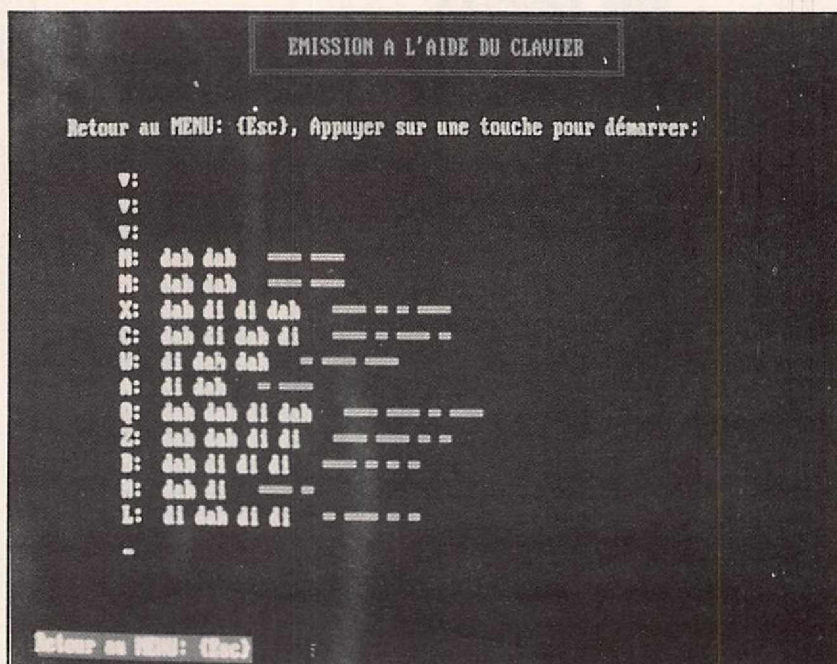 EMISSION A L'AIDE DU CLAVIER
Retour au MENU: {Esc}, Appuyer sur une touche pour démarrer;
v:
v:
v:
M: dah dah
M: dah dah
X: dah di di dah
C: dah di dah di
W: di dah dah
A: di dah
Q: dah dah di dah
Z: dah dah di di
B: dah di di di
N: dah di
L: di dah di di
Retour au MENU: {Esc}